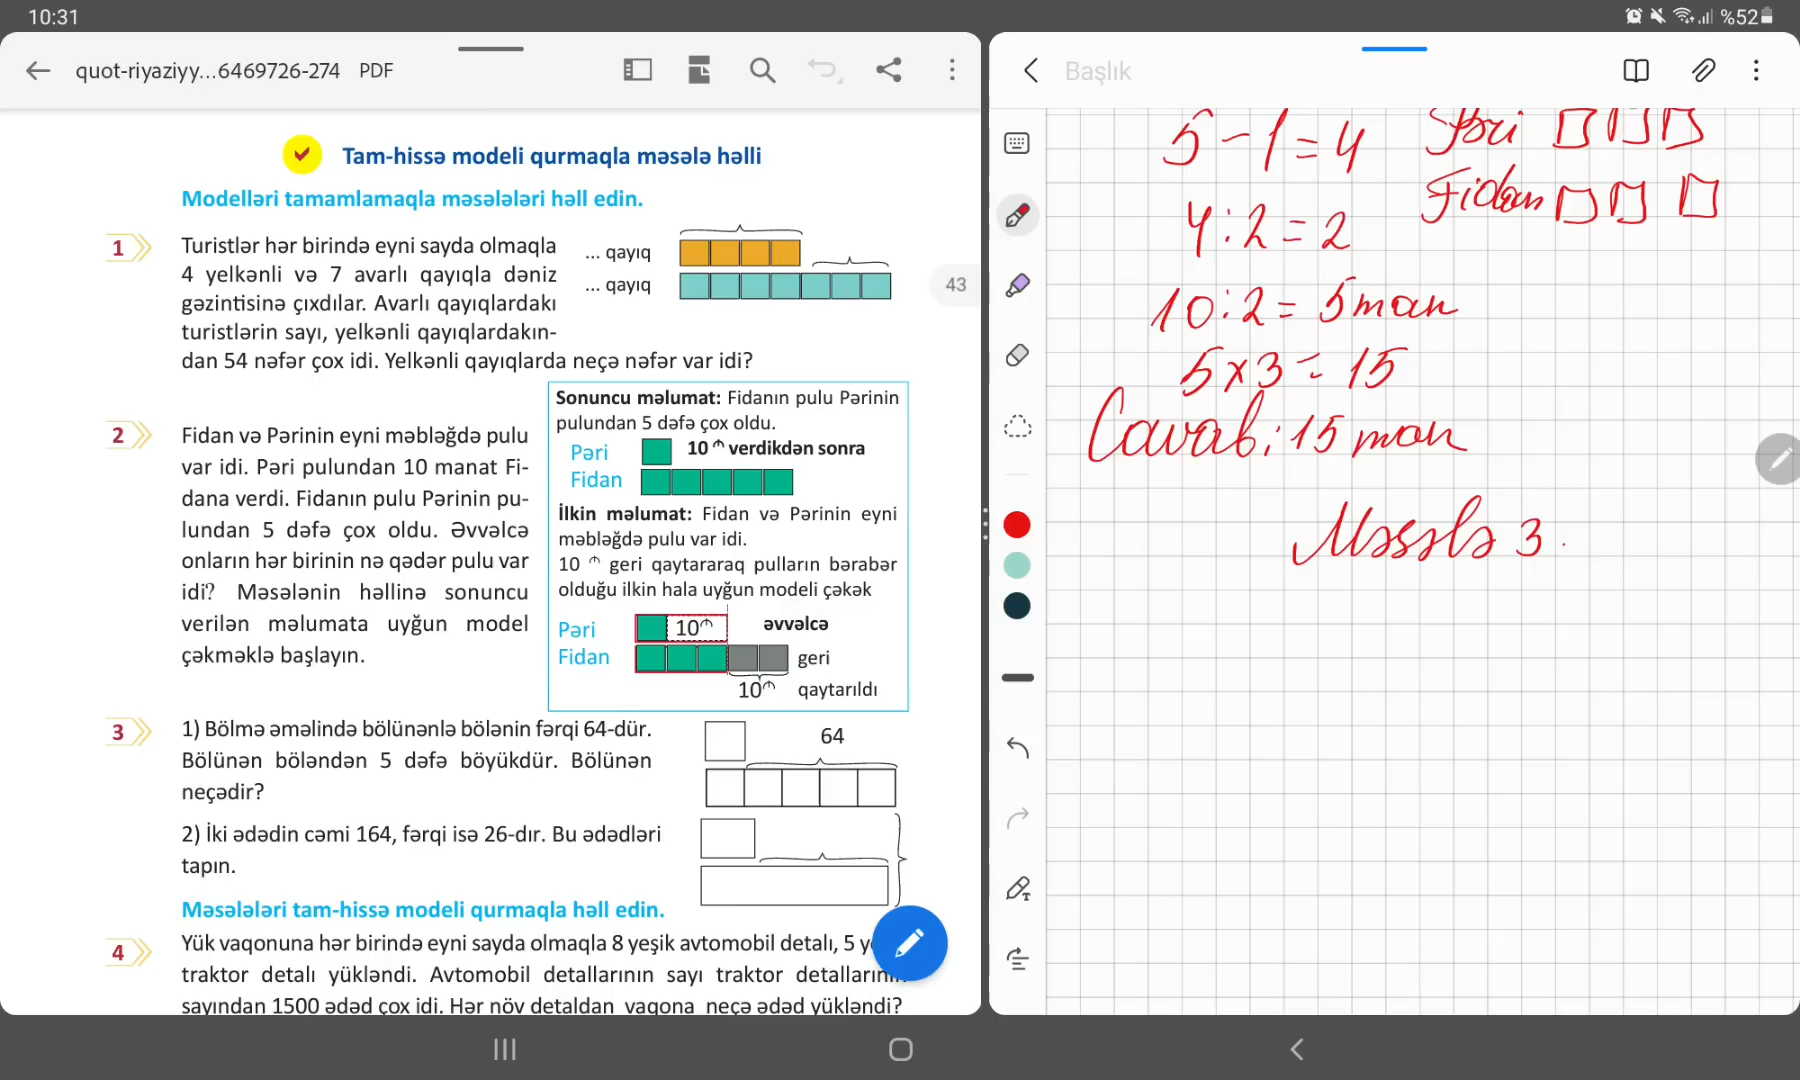 10:31
%52
quot-riyaziyy...6469726-274 PDF
Tam-hissə modeli qurmaqla məsələ həlli
Modelləri tamamlamaqla məsələləri həll edin.
1
Turistlər hər birində eyni sayda olmaqla
4 yelkənli və 7 avarlı qayıqla dəniz
gəzintisinə çıxdılar. Avarlı qayıqlardakı
turistlərin sayı, yelkənli qayıqlardakın-
dan 54 nəfər çox idi. Yelkənli qayıqlarda neçə nəfər var idi?
... qayıq
... qayıq
43
2
Fidan və Pərinin eyni məbləğdə pulu
var idi. Pəri pulundan 10 manat Fi-
dana verdi. Fidanın pulu Pərinin pu-
lundan 5 dəfə çox oldu. Əvvəlcə
onların hər birinin nə qədər pulu var
idi? Məsələnin həllinə sonuncu
verilən məlumata uyğun model
çəkməklə başlayın.
Sonuncu məlumat: Fidanın pulu Pərinin
pulundan 5 dəfə çox oldu.
Pəri 10 ₼ verdikdən sonra
Fidan
İlkin məlumat: Fidan və Pərinin eyni
məbləğdə pulu var idi.
10 ₼ geri qaytararaq pulların bərabər
olduğu ilkin hala uyğun modeli çəkək
Pəri 10₼ əvvəlcə
Fidan geri
10₼ qaytarıldı
3
1) Bölmə əməlində bölünənlə bölənin fərqi 64-dür.
Bölünən böləndən 5 dəfə böyükdür. Bölünən
neçədir?
64
2) İki ədədin cəmi 164, fərqi isə 26-dır. Bu ədədləri
tapın.
Məsələləri tam-hissə modeli qurmaqla həll edin.
4
Yük vaqonuna hər birində eyni sayda olmaqla 8 yeşik avtomobil detalı, 5 y
traktor detalı yükləndi. Avtomobil detallarının sayı traktor detallarının
sayından 1500 ədəd çox idi. Hər növ detaldan vaqona neçə ədəd yükləndi?
Başlık
5 - 1 = 4
Pəri
Fidan
4 : 2 = 2
10 : 2 = 5 man
5 x 3 = 15
Cavab: 15 man
Məsələ 3.